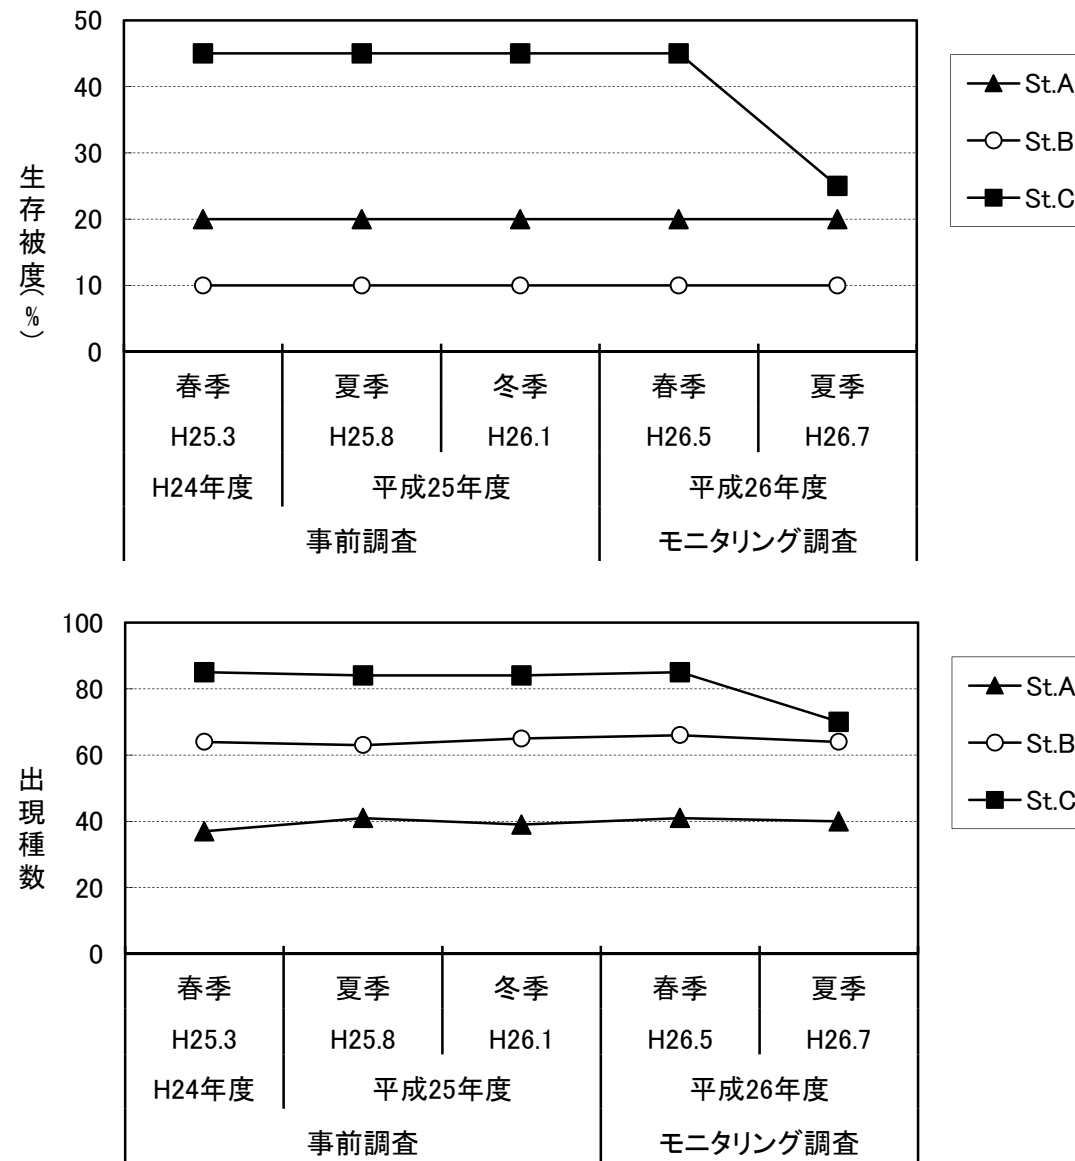 50
40
30
20
10
0
生存被度(%)
St.A
St.B
St.C
春季 夏季 冬季 春季 夏季
H25.3 H25.8 H26.1 H26.5 H26.7
H24年度 平成25年度 平成26年度
事前調査 モニタリング調査
100
80
60
40
20
0
出現種数
St.A
St.B
St.C
春季 夏季 冬季 春季 夏季
H25.3 H25.8 H26.1 H26.5 H26.7
H24年度 平成25年度 平成26年度
事前調査 モニタリング調査